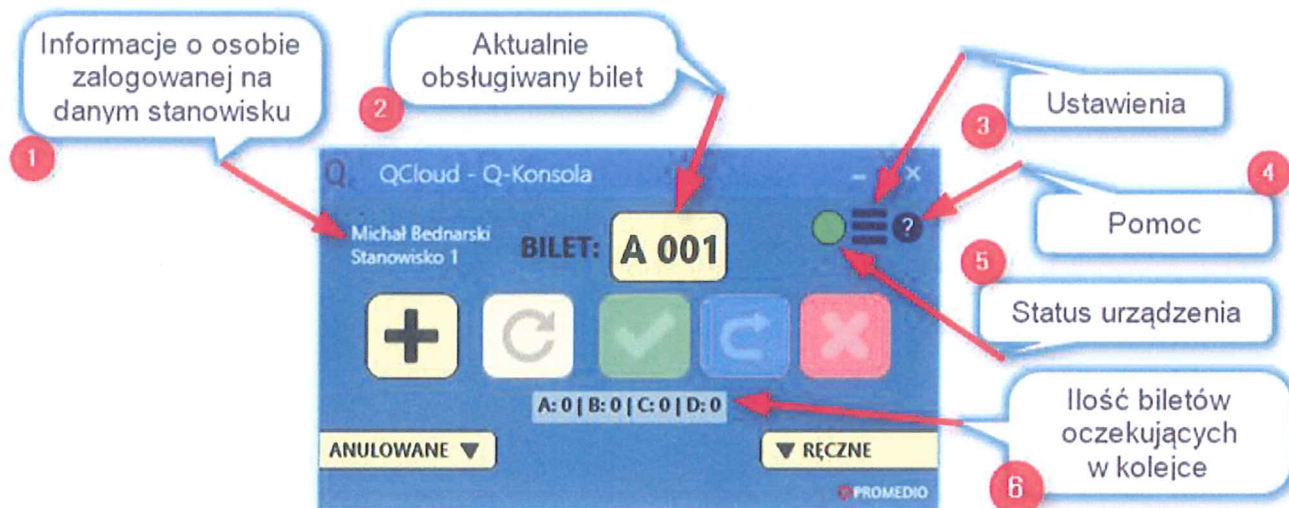 Informacje o osobie
zalogowanej na
danym stanowisku
1
Aktualnie
obsługiwany bilet
2
Ustawienia
3
4
Pomoc
5
Status urządzenia
Ilość biletów
oczekujących
w kolejce
6
Q QCloud - Q-Konsola
Michał Bednarski
Stanowisko 1
BILET: A 001
?
A: 0 | B: 0 | C: 0 | D: 0
ANULOWANE ▼
▼ RĘCZNE
PROMEDIO